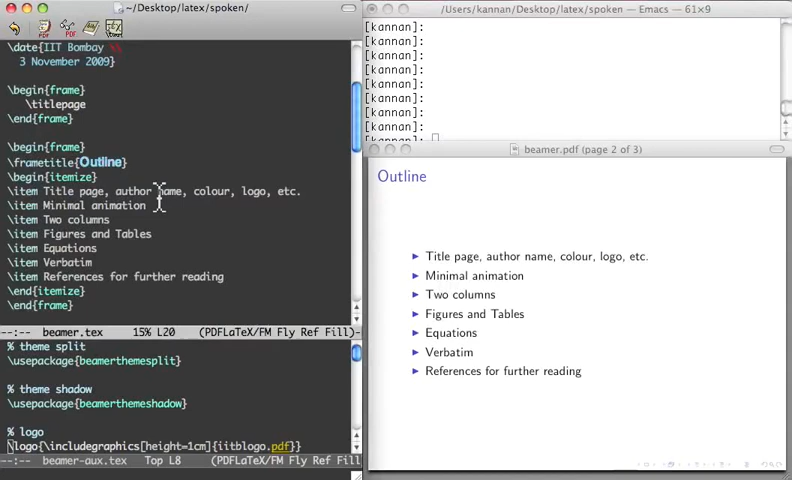 ~/Desktop/latex/spoken/
\date{IIT Bombay \\
3 November 2009}
\begin{frame}
\titlepage
\end{frame}
\begin{frame}
\frametitle{Outline}
\begin{itemize}
\item Title page, author name, colour, logo, etc.
\item Minimal animation
\item Two columns
\item Figures and Tables
\item Equations
\item Verbatim
\item References for further reading
\end{itemize}
\end{frame}
--:-- beamer.tex 15% L20 (PDFLaTeX/FM Fly Ref Fill)-
% theme split
\usepackage{beamerthemesplit}
% theme shadow
\usepackage{beamerthemeshadow}
% logo
\logo{\includegraphics[height=1cm]{iitblogo.pdf}}
--:-- beamer-aux.tex Top L8 (PDFLaTeX/FM Fly Ref Fill
/Users/kannan/Desktop/latex/spoken — Emacs — 61×9
[kannan]:
[kannan]:
[kannan]:
[kannan]:
[kannan]:
[kannan]:
[kannan]:
[kannan]:
beamer.pdf (page 2 of 3)
Outline
Title page, author name, colour, logo, etc.
Minimal animation
Two columns
Figures and Tables
Equations
Verbatim
References for further reading